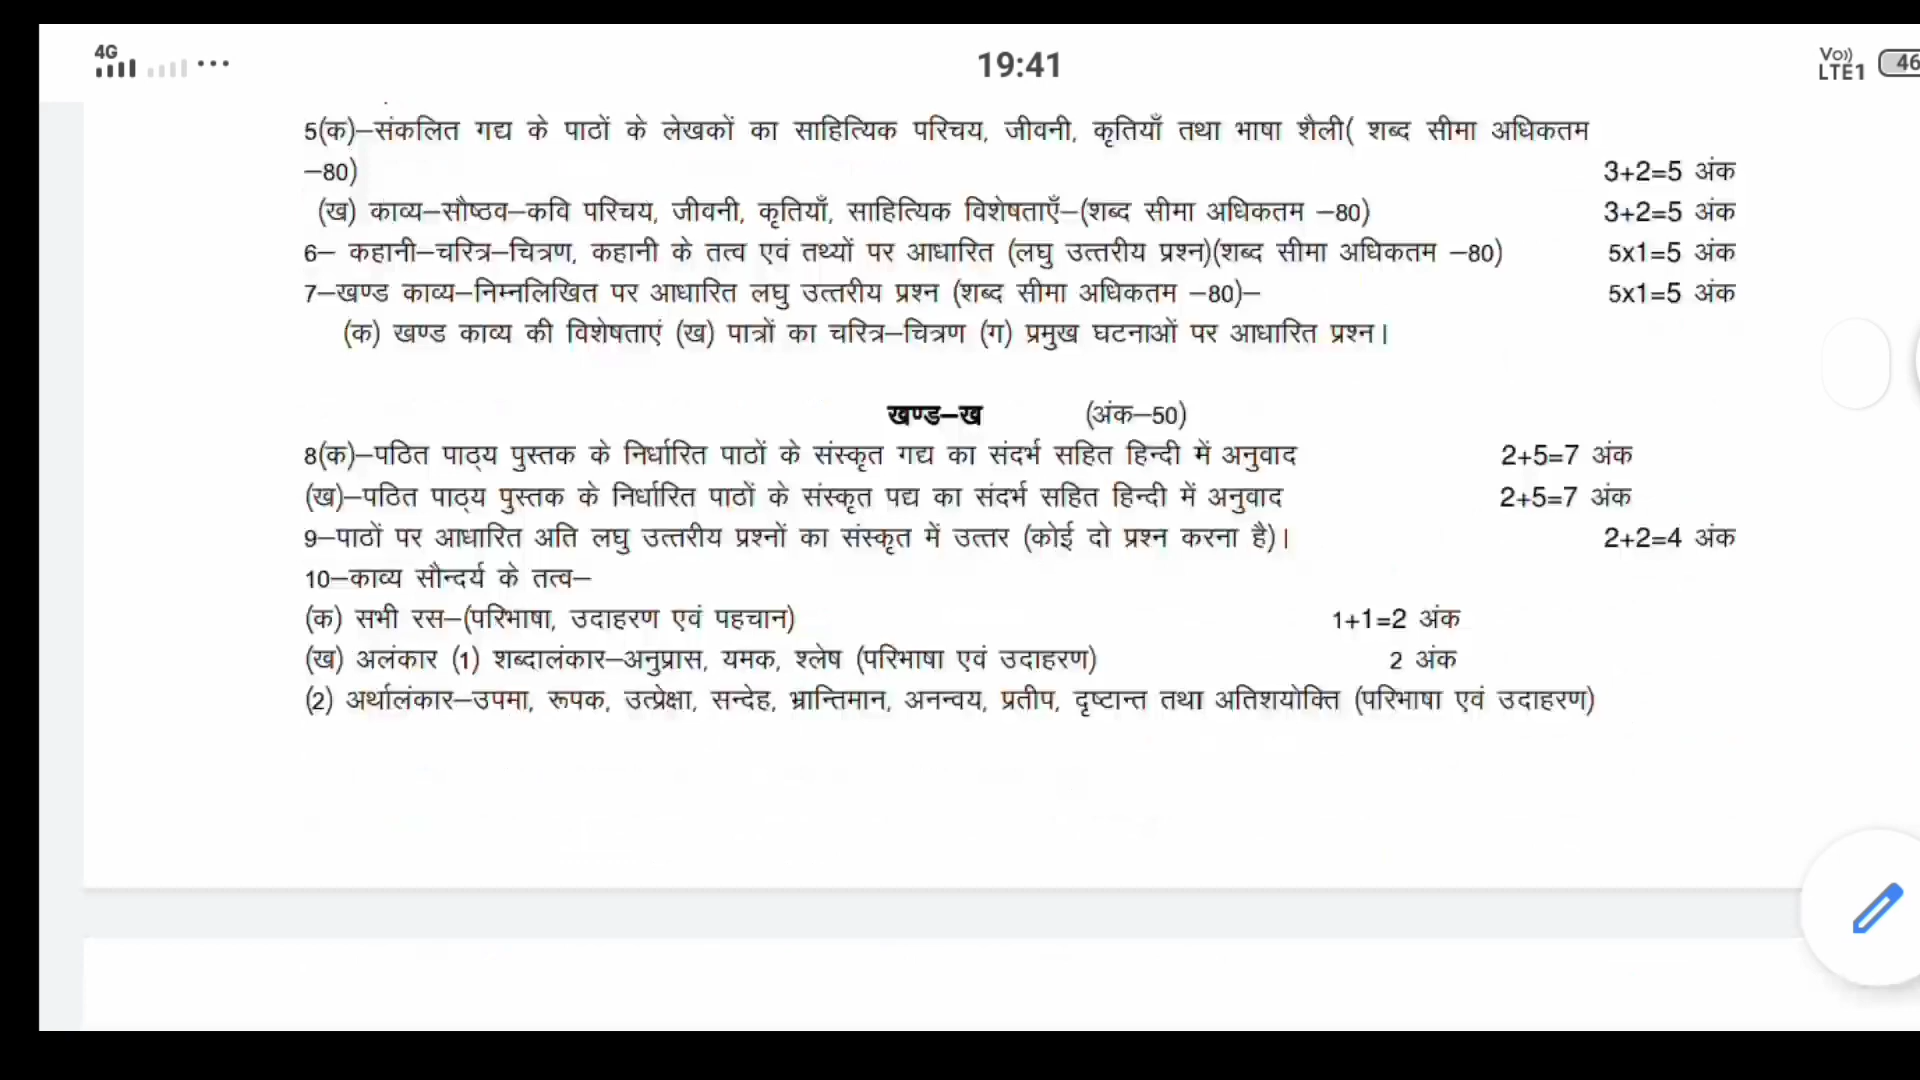 4G
19:41
Vo)) LTE1
46
5(क)–संकलित गद्य के पाठों के लेखकों का साहित्यिक परिचय, जीवनी, कृतियाँ तथा भाषा शैली( शब्द सीमा अधिकतम
–80) 3+2=5 अंक
(ख) काव्य–सौष्ठव–कवि परिचय, जीवनी, कृतियाँ, साहित्यिक विशेषताएँ–(शब्द सीमा अधिकतम –80) 3+2=5 अंक
6– कहानी–चरित्र–चित्रण, कहानी के तत्व एवं तथ्यों पर आधारित (लघु उत्तरीय प्रश्न)(शब्द सीमा अधिकतम –80) 5x1=5 अंक
7–खण्ड काव्य–निम्नलिखित पर आधारित लघु उत्तरीय प्रश्न (शब्द सीमा अधिकतम –80)– 5x1=5 अंक
(क) खण्ड काव्य की विशेषताएं (ख) पात्रों का चरित्र–चित्रण (ग) प्रमुख घटनाओं पर आधारित प्रश्न।
खण्ड–ख (अंक–50)
8(क)–पठित पाठ्य पुस्तक के निर्धारित पाठों के संस्कृत गद्य का संदर्भ सहित हिन्दी में अनुवाद 2+5=7 अंक
(ख)–पठित पाठ्य पुस्तक के निर्धारित पाठों के संस्कृत पद्य का संदर्भ सहित हिन्दी में अनुवाद 2+5=7 अंक
9–पाठों पर आधारित अति लघु उत्तरीय प्रश्नों का संस्कृत में उत्तर (कोई दो प्रश्न करना है)। 2+2=4 अंक
10–काव्य सौन्दर्य के तत्व–
(क) सभी रस–(परिभाषा, उदाहरण एवं पहचान) 1+1=2 अंक
(ख) अलंकार (1) शब्दालंकार–अनुप्रास, यमक, श्लेष (परिभाषा एवं उदाहरण) 2 अंक
(2) अर्थालंकार–उपमा, रूपक, उत्प्रेक्षा, सन्देह, भ्रान्तिमान, अनन्वय, प्रतीप, दृष्टान्त तथा अतिशयोक्ति (परिभाषा एवं उदाहरण)